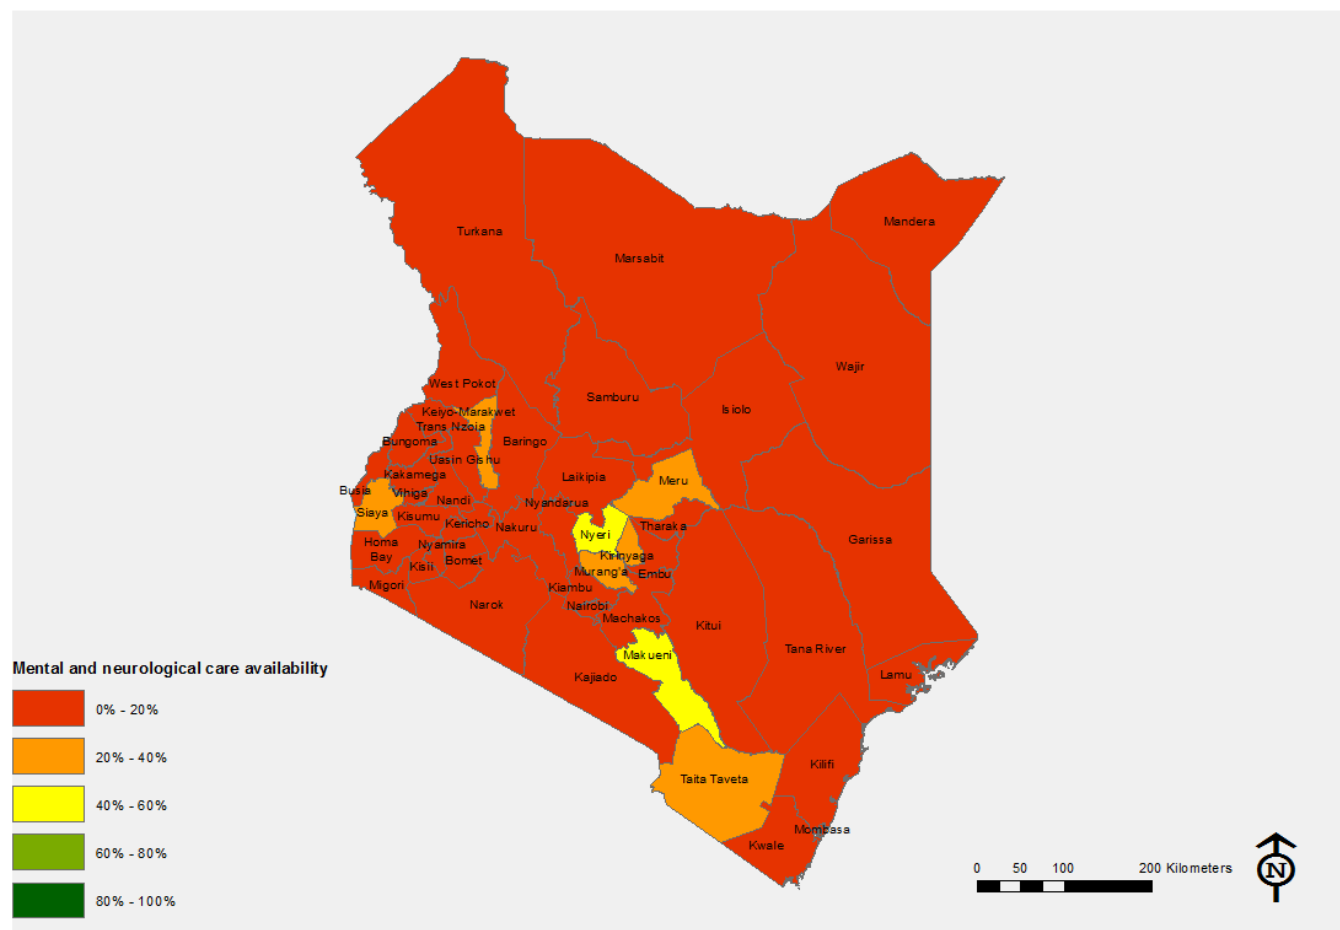 Mandera
Turkana
Marsabit
Wajir
West Pokot
Samburu
Isiolo
Keiyo-Marakwet
Trans Nzoia
Bungoma
Baringo
Uasin Gishu
Kakamega
Laikipia
Meru
Busia
Vihiga
Nandi
Nyandarua
Siaya
Kisumu
Kericho
Nakuru
Tharaka
Nyeri
Garissa
Homa
Bay
Nyamira
Kirinyaga
Kisii
Bomet
Murang'a
Embu
Migori
Kiambu
Narok
Nairobi
Machakos
Kitui
Tana River
Makueni
Kajiado
Lamu
Taita Taveta
Kilifi
Mombasa
Kwale
Mental and neurological care availability
0% - 20%
20% - 40%
40% - 60%
60% - 80%
80% - 100%
0 50 100 200 Kilometers
N